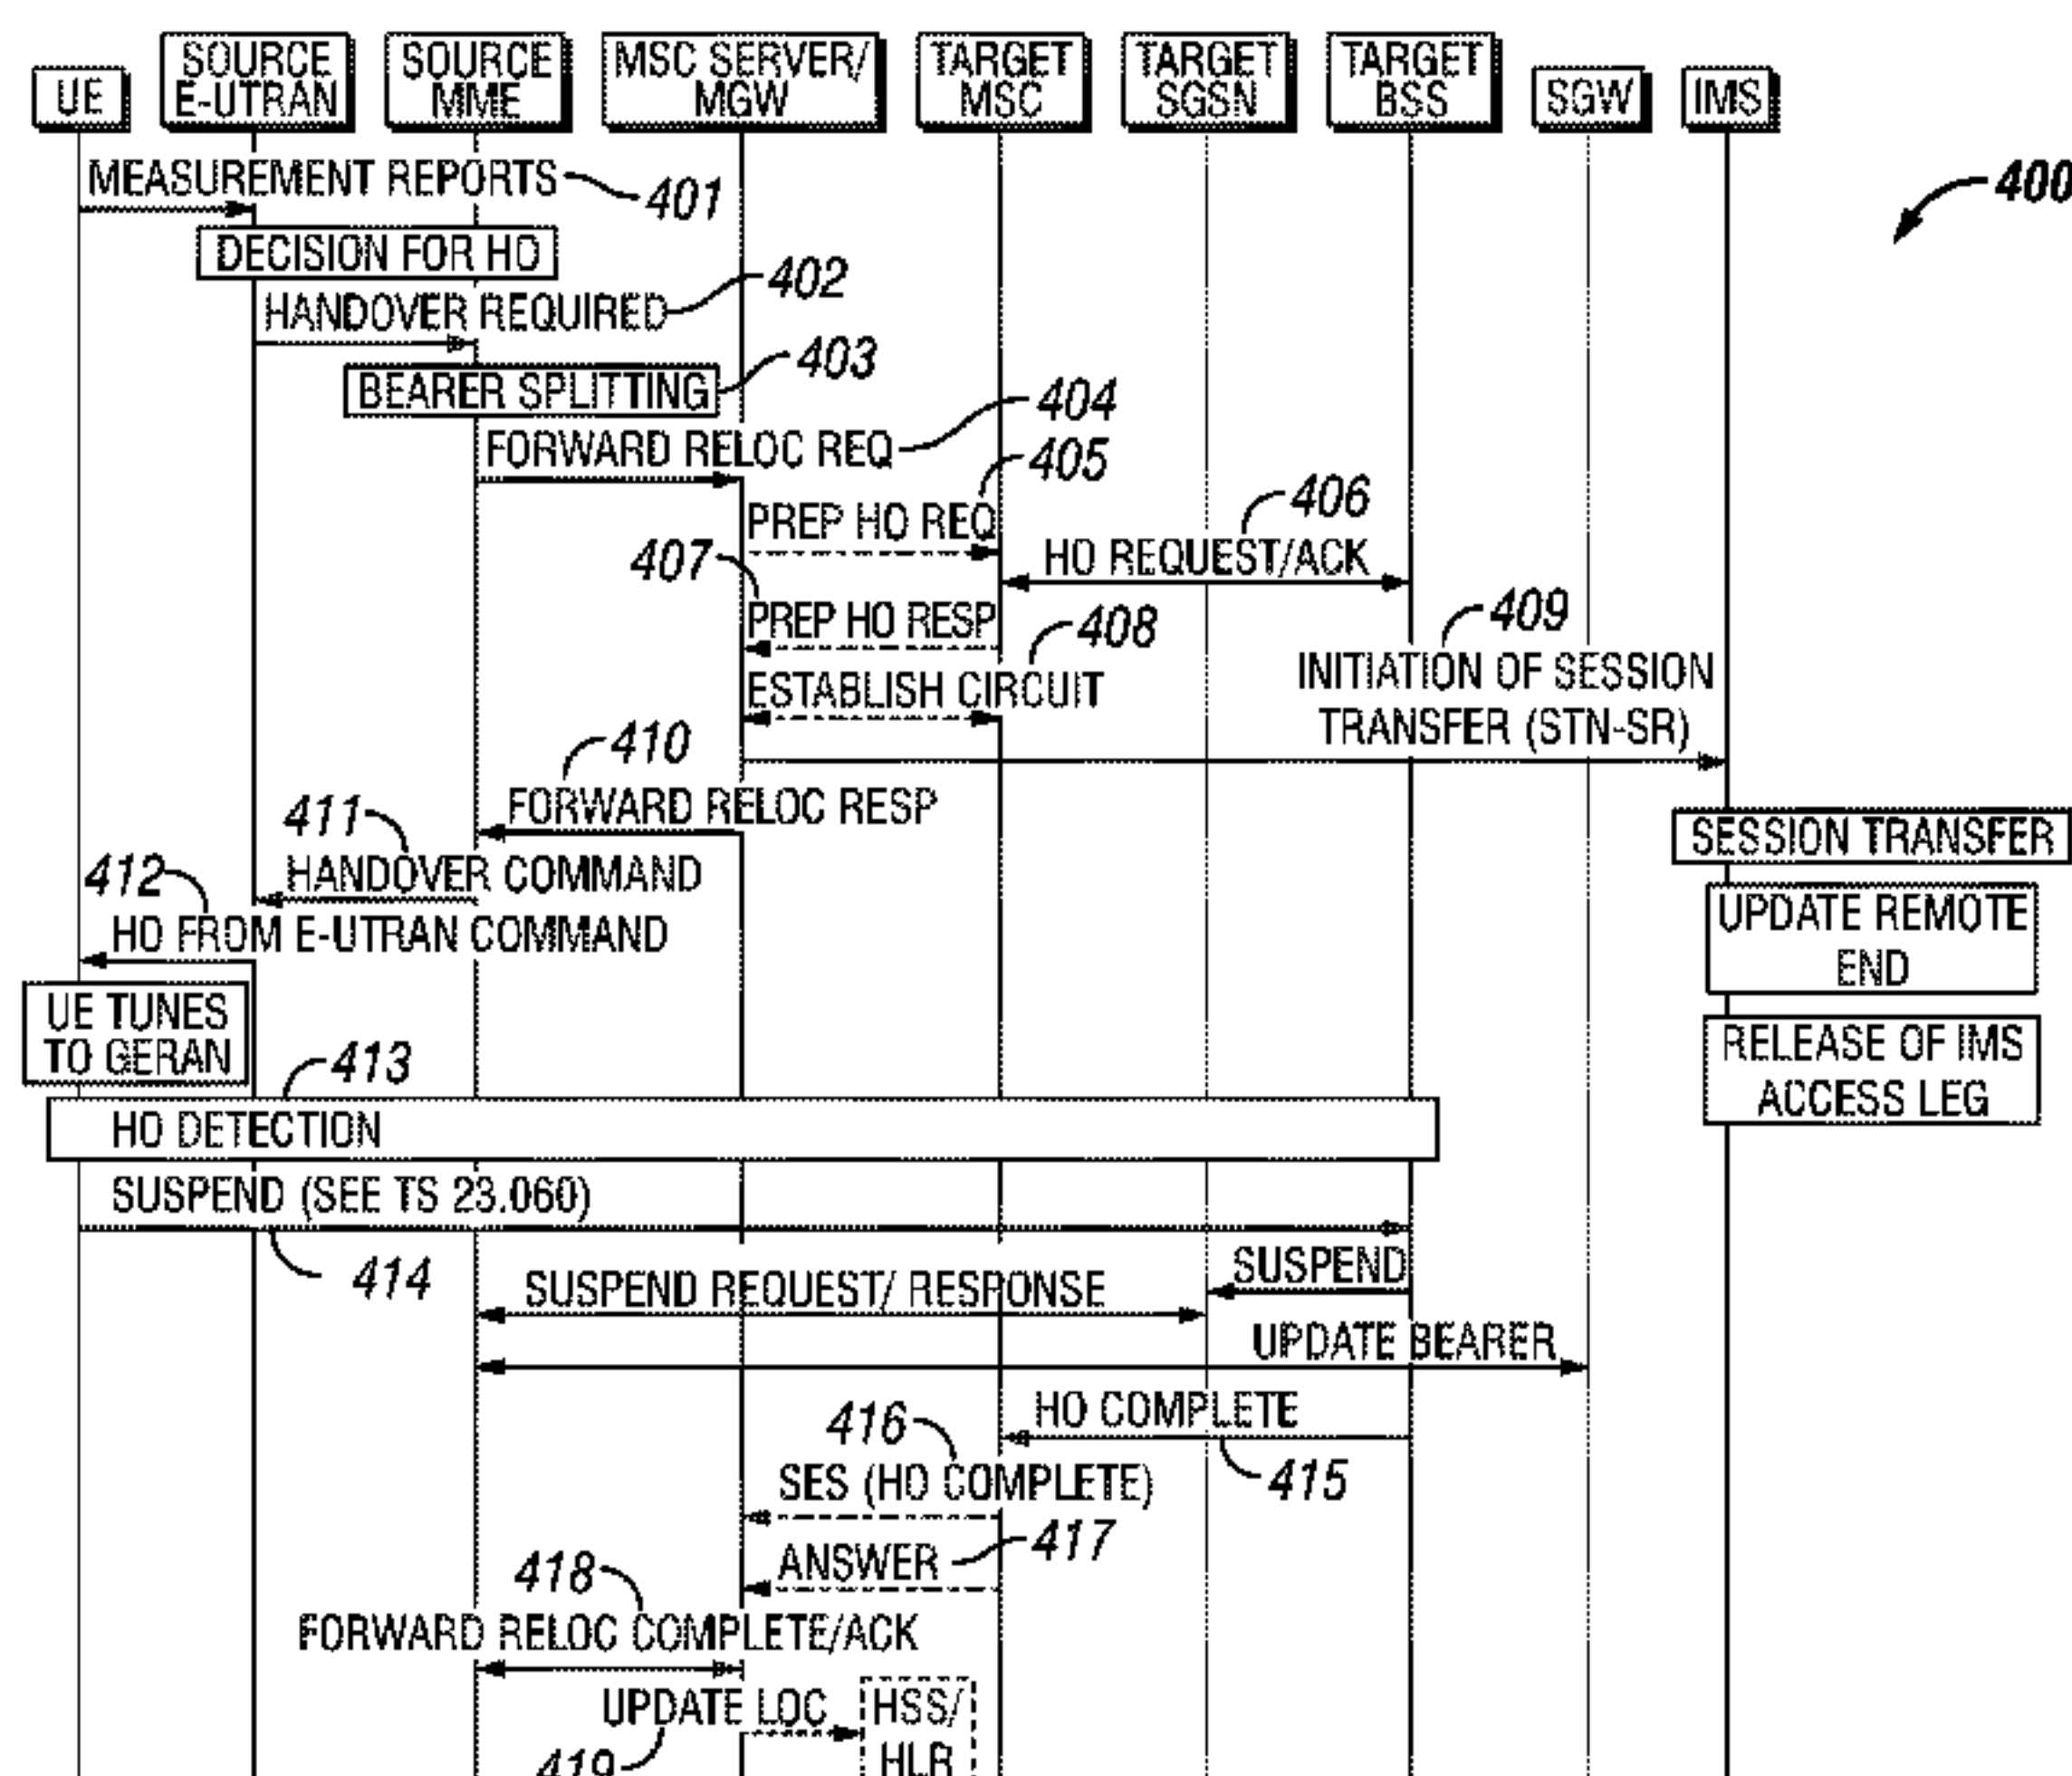 UE
SOURCE
E-UTRAN
SOURCE
MME
MSC SERVER/
MGW
TARGET
MSC
TARGET
SGSN
TARGET
BSS
SGW
IMS
400
MEASUREMENT REPORTS
401
DECISION FOR HO
HANDOVER REQUIRED
402
BEARER SPLITTING
403
FORWARD RELOC REQ
404
PREP HO REQ
405
HO REQUEST/ACK
406
407
PREP HO RESP
ESTABLISH CIRCUIT
408
409
INITIATION OF SESSION
TRANSFER (STN-SR)
410
FORWARD RELOC RESP
SESSION TRANSFER
411
HANDOVER COMMAND
412
HO FROM E-UTRAN COMMAND
UPDATE REMOTE
END
UE TUNES
TO GERAN
RELEASE OF IMS
ACCESS LEG
413
HO DETECTION
SUSPEND (SEE TS 23.060)
414
SUSPEND
SUSPEND REQUEST/ RESPONSE
UPDATE BEARER
HO COMPLETE
415
416
SES (HO COMPLETE)
ANSWER
417
418
FORWARD RELOC COMPLETE/ACK
UPDATE LOC
419
HSS/
HLR